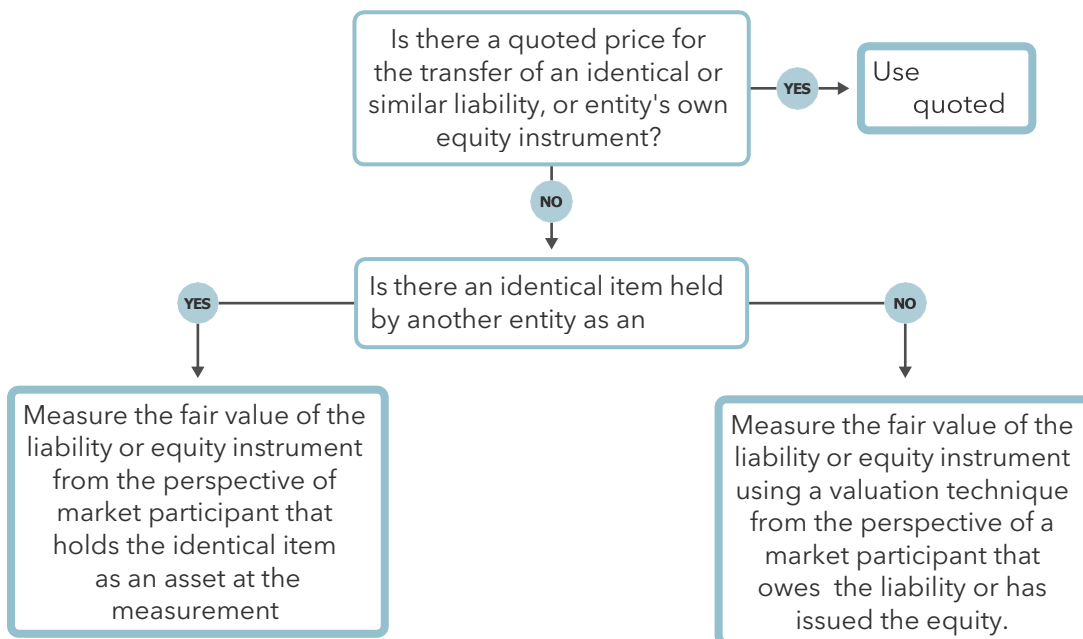 Is there a quoted price for
the transfer of an identical or
similar liability, or entity's own
equity instrument?
YES
Use
quoted
NO
Is there an identical item held
by another entity as an
YES
NO
Measure the fair value of the
liability or equity instrument
from the perspective of
market participant that
holds the identical item
as an asset at the
measurement
Measure the fair value of the
liability or equity instrument
using a valuation technique
from the perspective of a
market participant that
owes the liability or has
issued the equity.